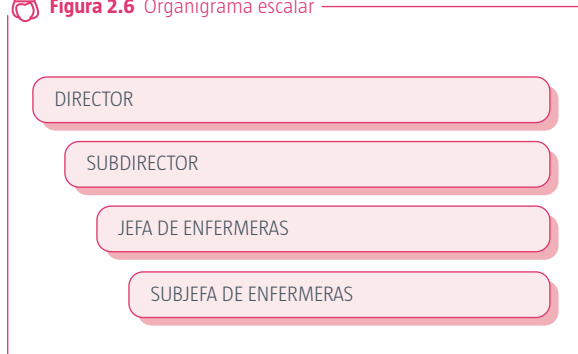 Figura 2.6 Organigrama escalar
DIRECTOR
SUBDIRECTOR
JEFA DE ENFERMERAS
SUBJEFA DE ENFERMERAS